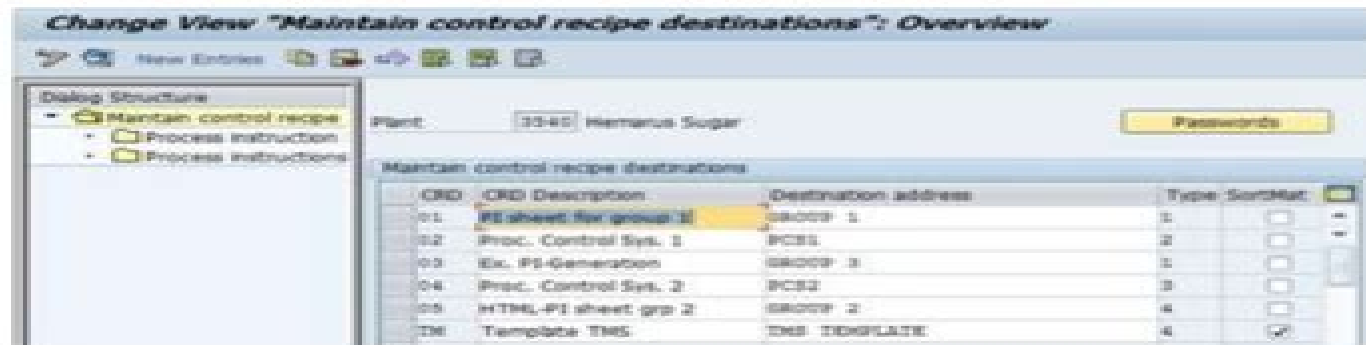 Change View "Maintain control recipe destinations": Overview
New Entries
Dialog Structure
Maintain control recipe
Process instruction
Process instructions
Plant Hemarus Sugar
Passwords
Maintain control recipe destinations
CRD CRD Description Destination address Type SortMat
01 PI sheet for group 1 GROUP 1 1
02 Proc. Control Sys. 1 PCS1 2
03 Ex. PI-Generation GROUP 3 1
04 Proc. Control Sys. 2 PCS2 3
05 HTML-PI sheet grp 2 GROUP 2 4
TM Template TMS TMS TEMPLATE 4